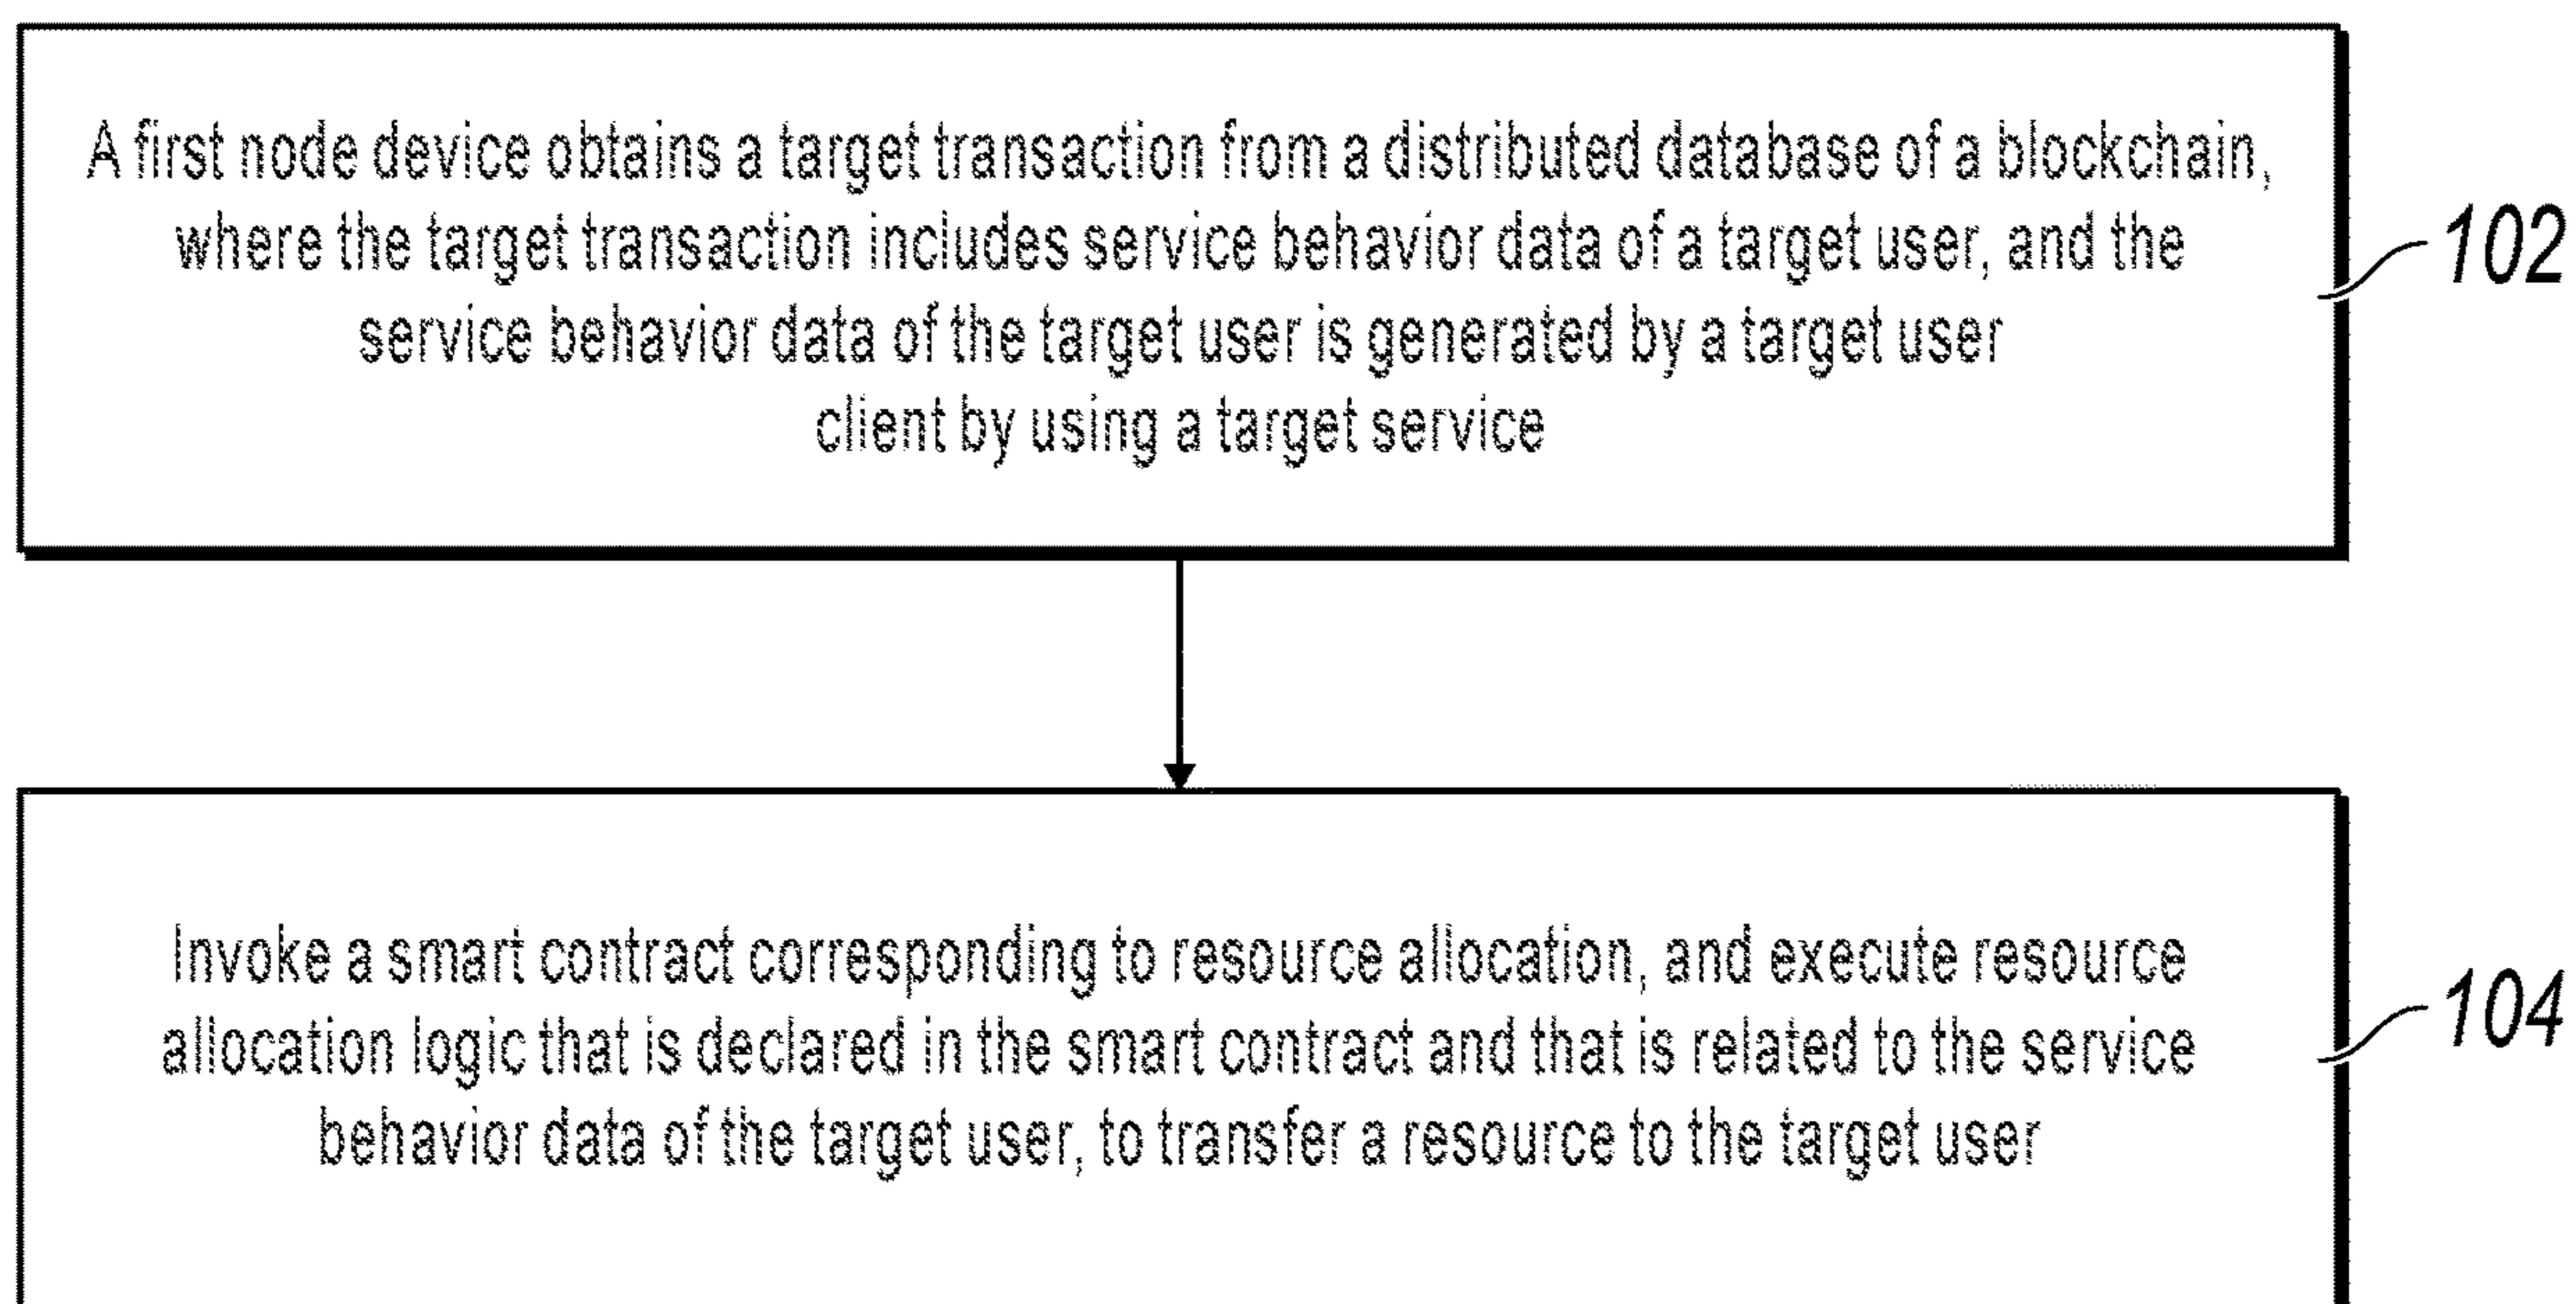 A first node device obtains a target transaction from a distributed database of a blockchain,
where the target transaction includes service behavior data of a target user, and the
service behavior data of the target user is generated by a target user
client by using a target service
102
Invoke a smart contract corresponding to resource allocation, and execute resource
allocation logic that is declared in the smart contract and that is related to the service
behavior data of the target user, to transfer a resource to the target user
104